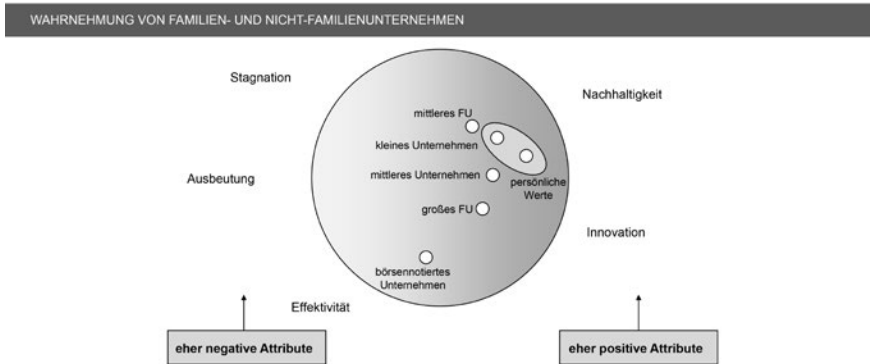 WAHRNEHMUNG VON FAMILIEN- UND NICHT-FAMILIENUNTERNEHMEN
Stagnation
Nachhaltigkeit
mittleres FU
kleines Unternehmen
Ausbeutung
mittleres Unternehmen
persönliche
Werte
großes FU
Innovation
börsennotiertes
Unternehmen
Effektivität
eher negative Attribute
eher positive Attribute